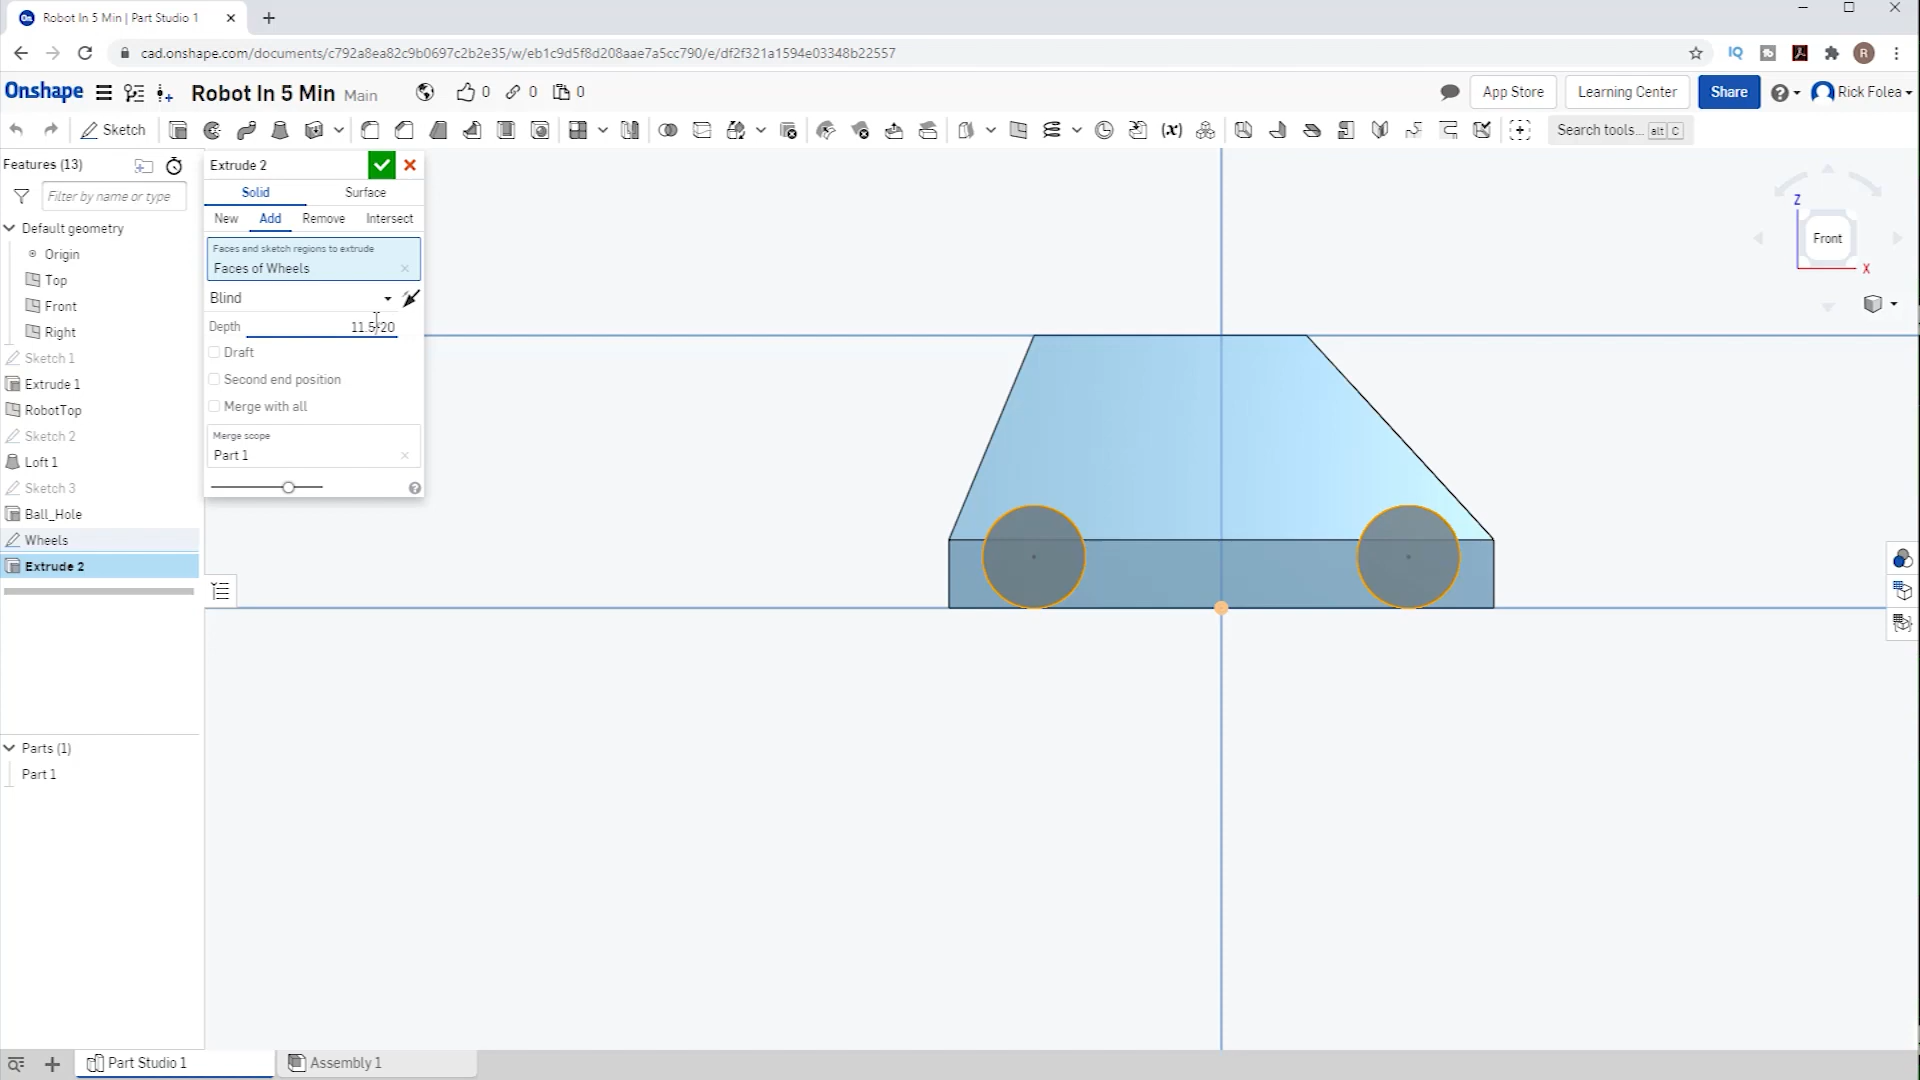 Robot In 5 Min | Part Studio 1
cad.onshape.com/documents/c792a8ea82c9b0697c2b2e35/w/eb1c9d5f8d208aae7a5cc790/e/df2f321a1594e03348b22557
IQ
R
Onshape
Robot In 5 Min Main
0 0 0
App Store
Learning Center
Share
Rick Folea
Sketch
(x)
Search tools... alt C
Features (13)
Filter by name or type
Default geometry
Origin
Top
Front
Right
Sketch 1
Extrude 1
RobotTop
Sketch 2
Loft 1
Sketch 3
Ball_Hole
Wheels
Extrude 2
Parts (1)
Part 1
Extrude 2
Solid Surface
New Add Remove Intersect
Faces and sketch regions to extrude
Faces of Wheels
Blind
Depth 11.5*20
Draft
Second end position
Merge with all
Merge scope
Part 1
Z
Front
X
Part Studio 1
Assembly 1